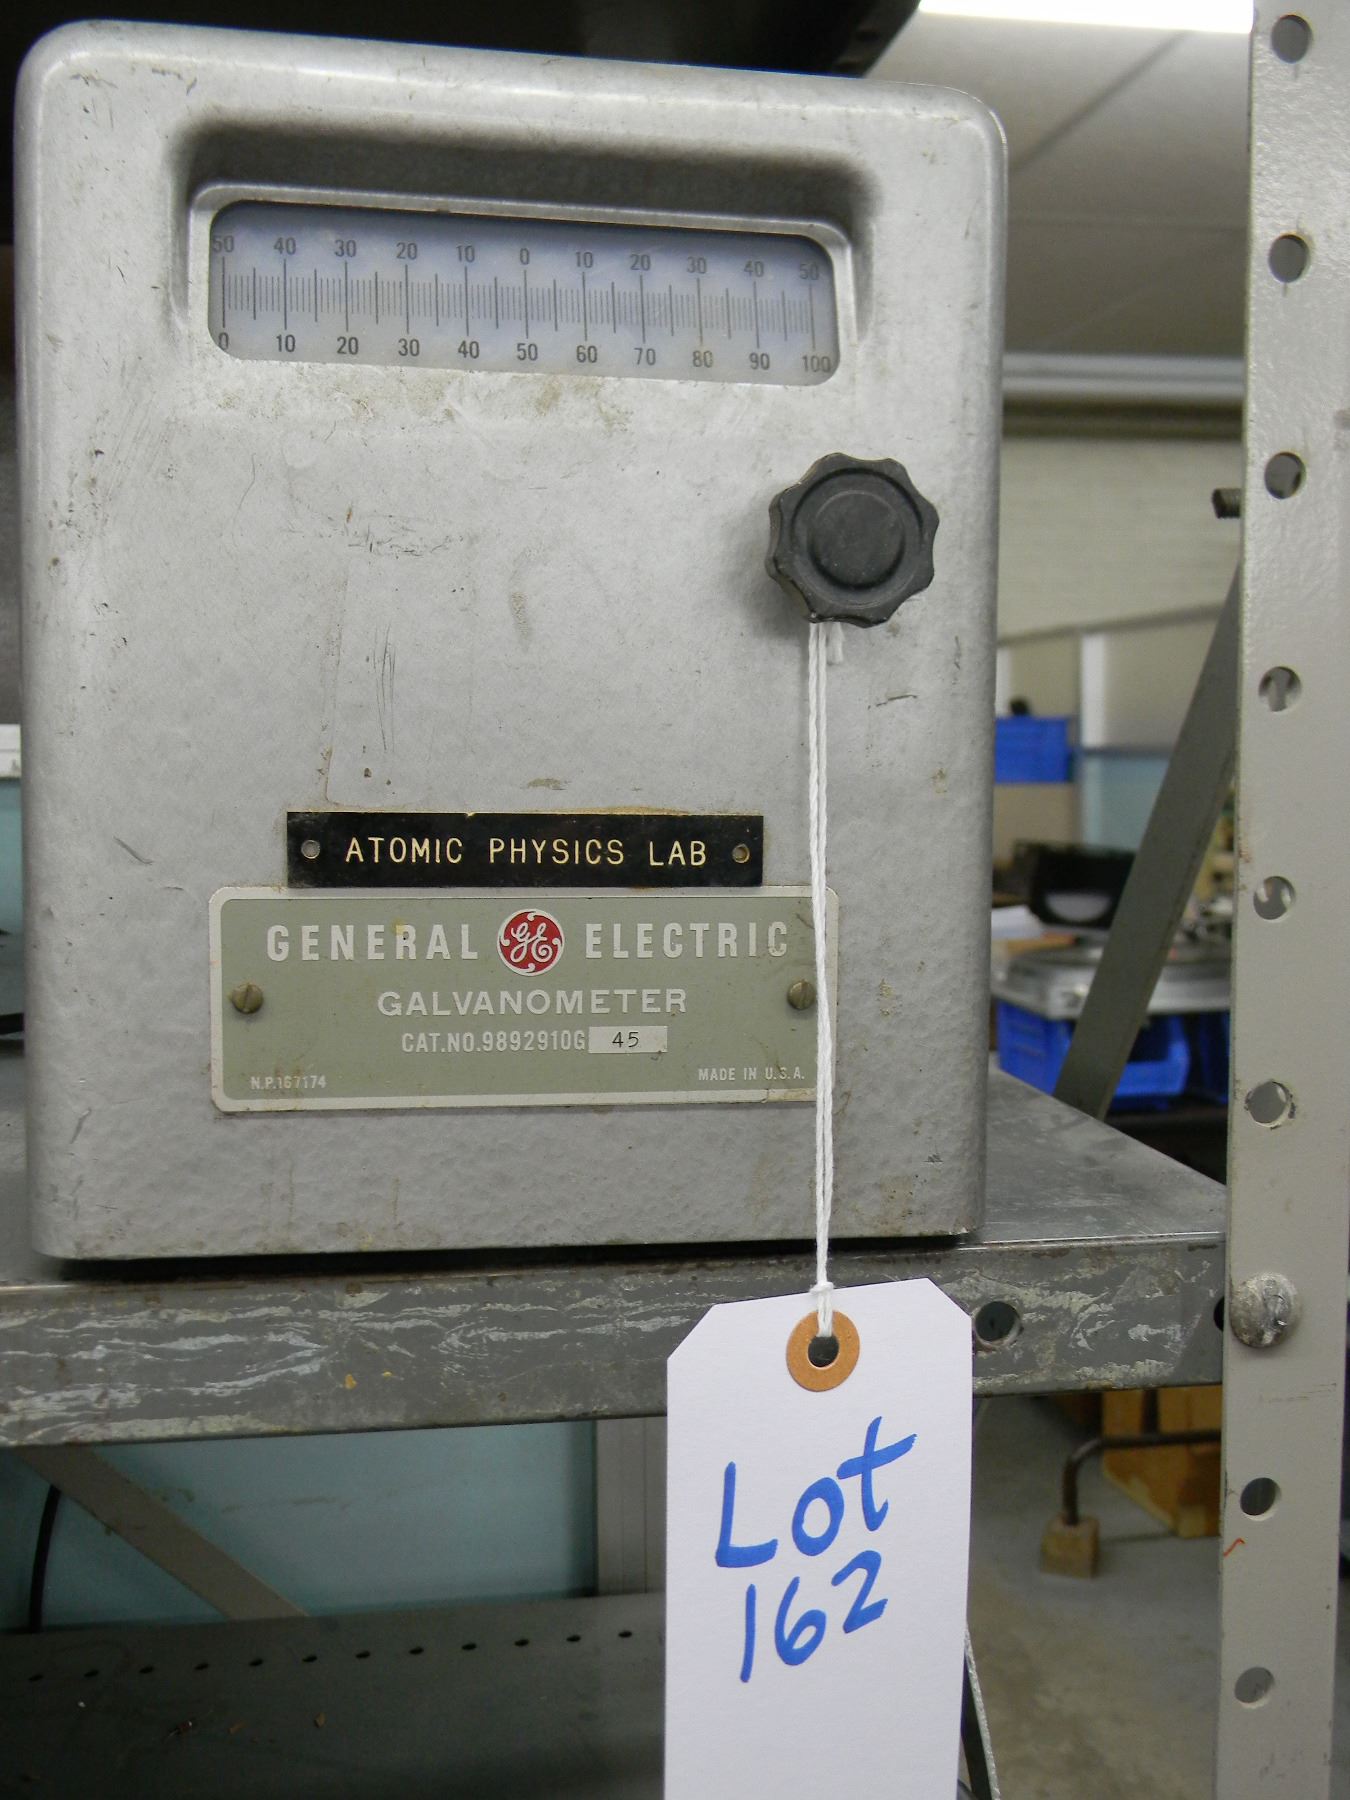 50 40 30 20 10 0 10 20 30 40 50
0 10 20 30 40 50 60 70 80 90 100
ATOMIC PHYSICS LAB
GENERAL GE ELECTRIC
GALVANOMETER
CAT.NO.9892910G 45
N.P.167174 MADE IN U.S.A.
Lot
162